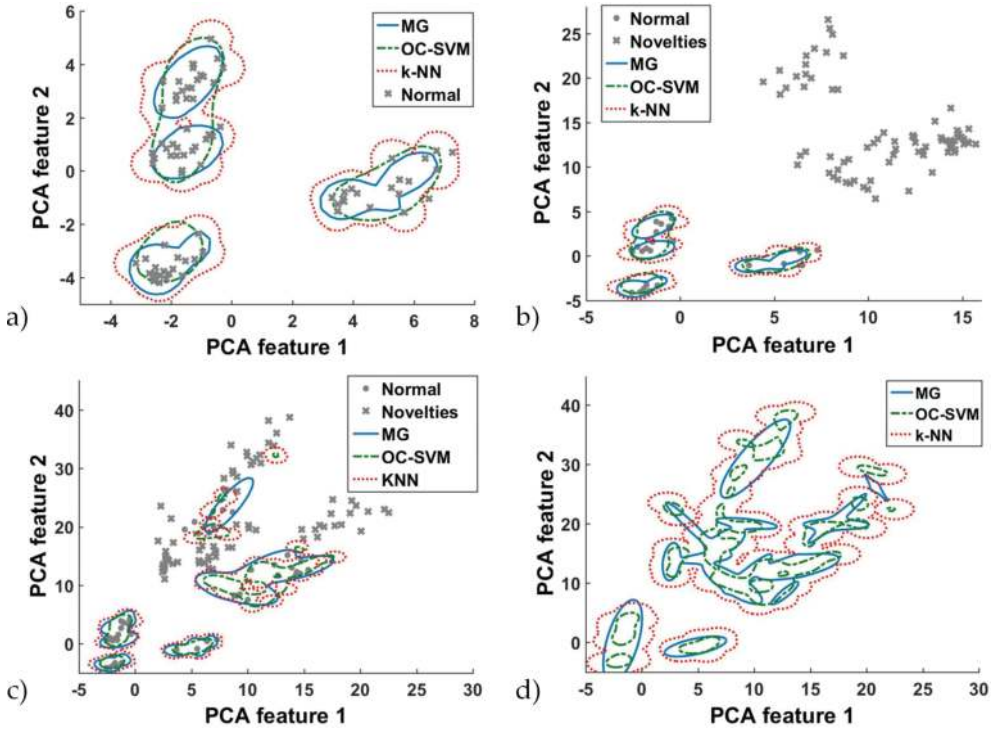 6
4
2
0
-2
-4
PCA feature 2
-4 -2 0 2 4 6 8
PCA feature 1
MG
OC-SVM
k-NN
Normal
a)
25
20
15
10
5
0
-5
PCA feature 2
-5 0 5 10 15
PCA feature 1
Normal
Novelties
MG
OC-SVM
k-NN
b)
40
30
20
10
0
PCA feature 2
-5 0 5 10 15 20 25
PCA feature 1
Normal
Novelties
MG
OC-SVM
KNN
c)
40
30
20
10
0
PCA feature 2
-5 0 5 10 15 20 25 30
PCA feature 1
MG
OC-SVM
k-NN
d)